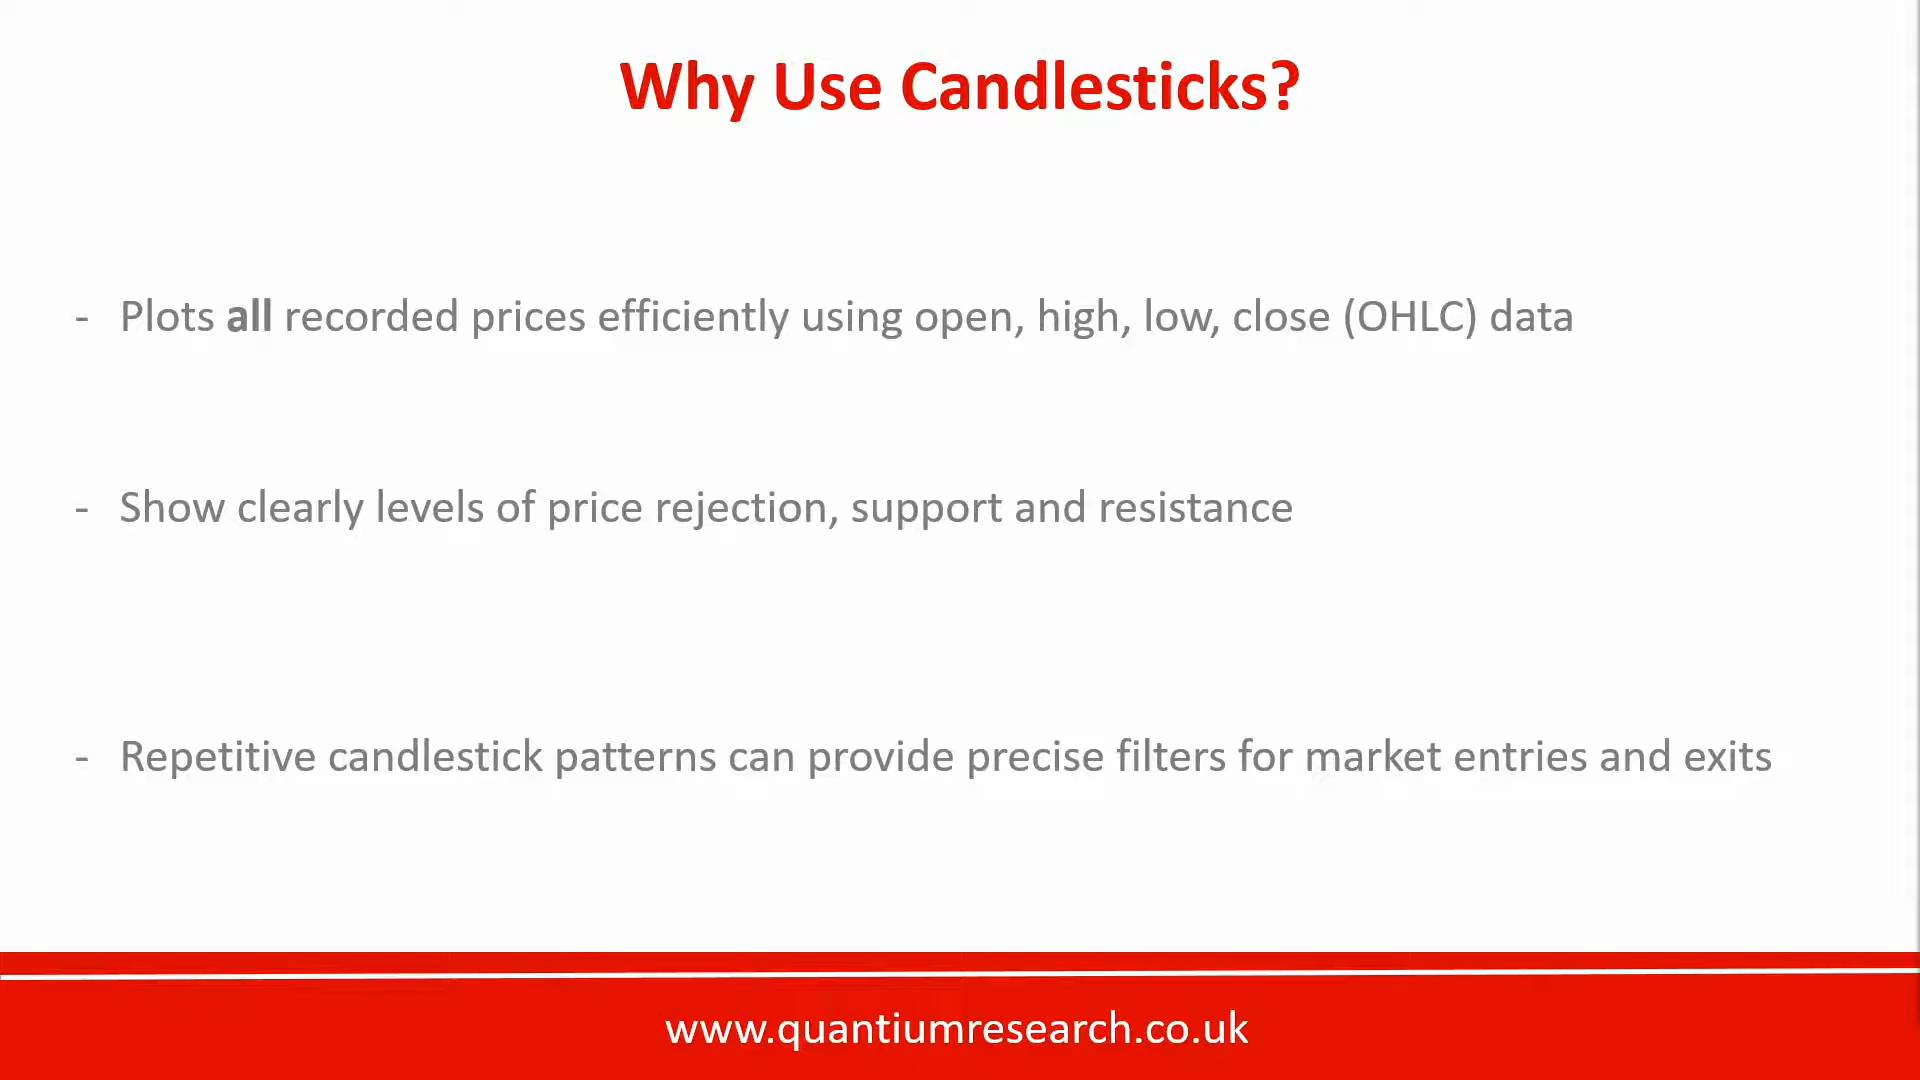 Why Use Candlesticks?
- Plots all recorded prices efficiently using open, high, low, close (OHLC) data
- Show clearly levels of price rejection, support and resistance
- Repetitive candlestick patterns can provide precise filters for market entries and exits
www.quantiumresearch.co.uk